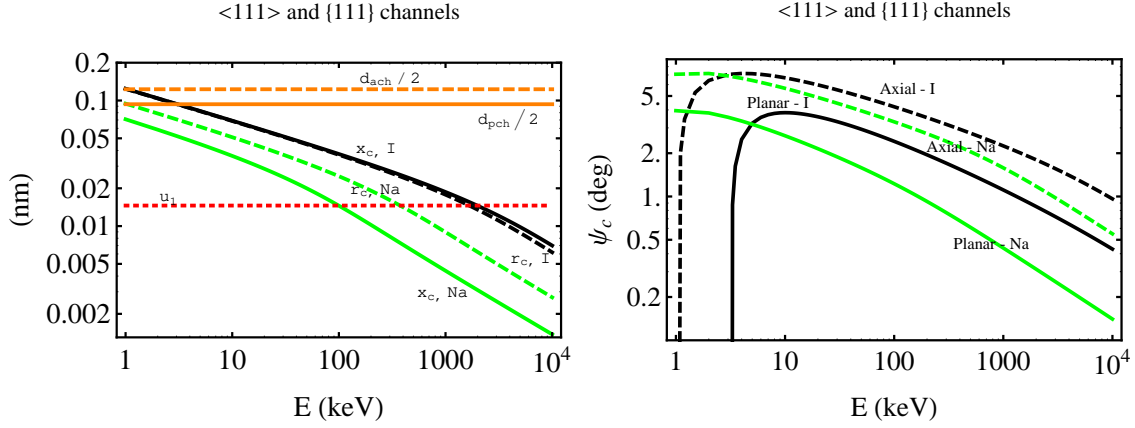 <111> and {111} channels
0.2
0.1
0.05
0.02
0.01
0.005
0.002
(nm)
d_ach / 2
d_pch / 2
x_c, I
r_c, Na
u_1
r_c, I
x_c, Na
1 10 100 1000 10^4
E (keV)
<111> and {111} channels
5.
2.
1.
0.5
0.2
ψ_c (deg)
Axial - I
Planar - I
Axial - Na
Planar - Na
1 10 100 1000 10^4
E (keV)